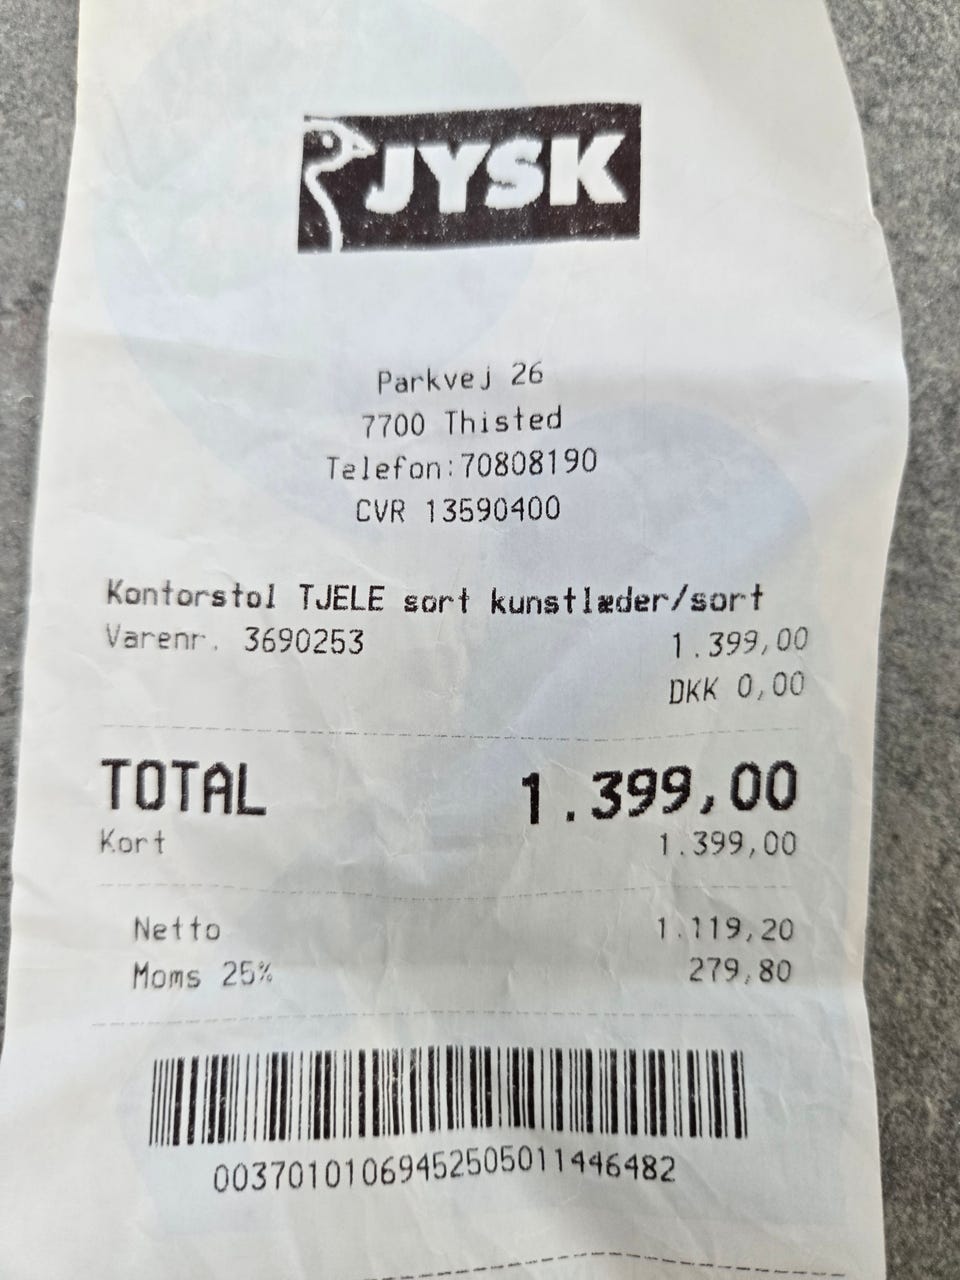 JYSK
Parkvej 26
7700 Thisted
Telefon:70808190
CVR 13590400
Kontorstol TJELE sort kunstlæder/sort
Varenr. 3690253 1.399,00
DKK 0,00
TOTAL 1.399,00
Kort 1.399,00
Netto 1.119,20
Moms 25% 279,80
00370101069452505011446482